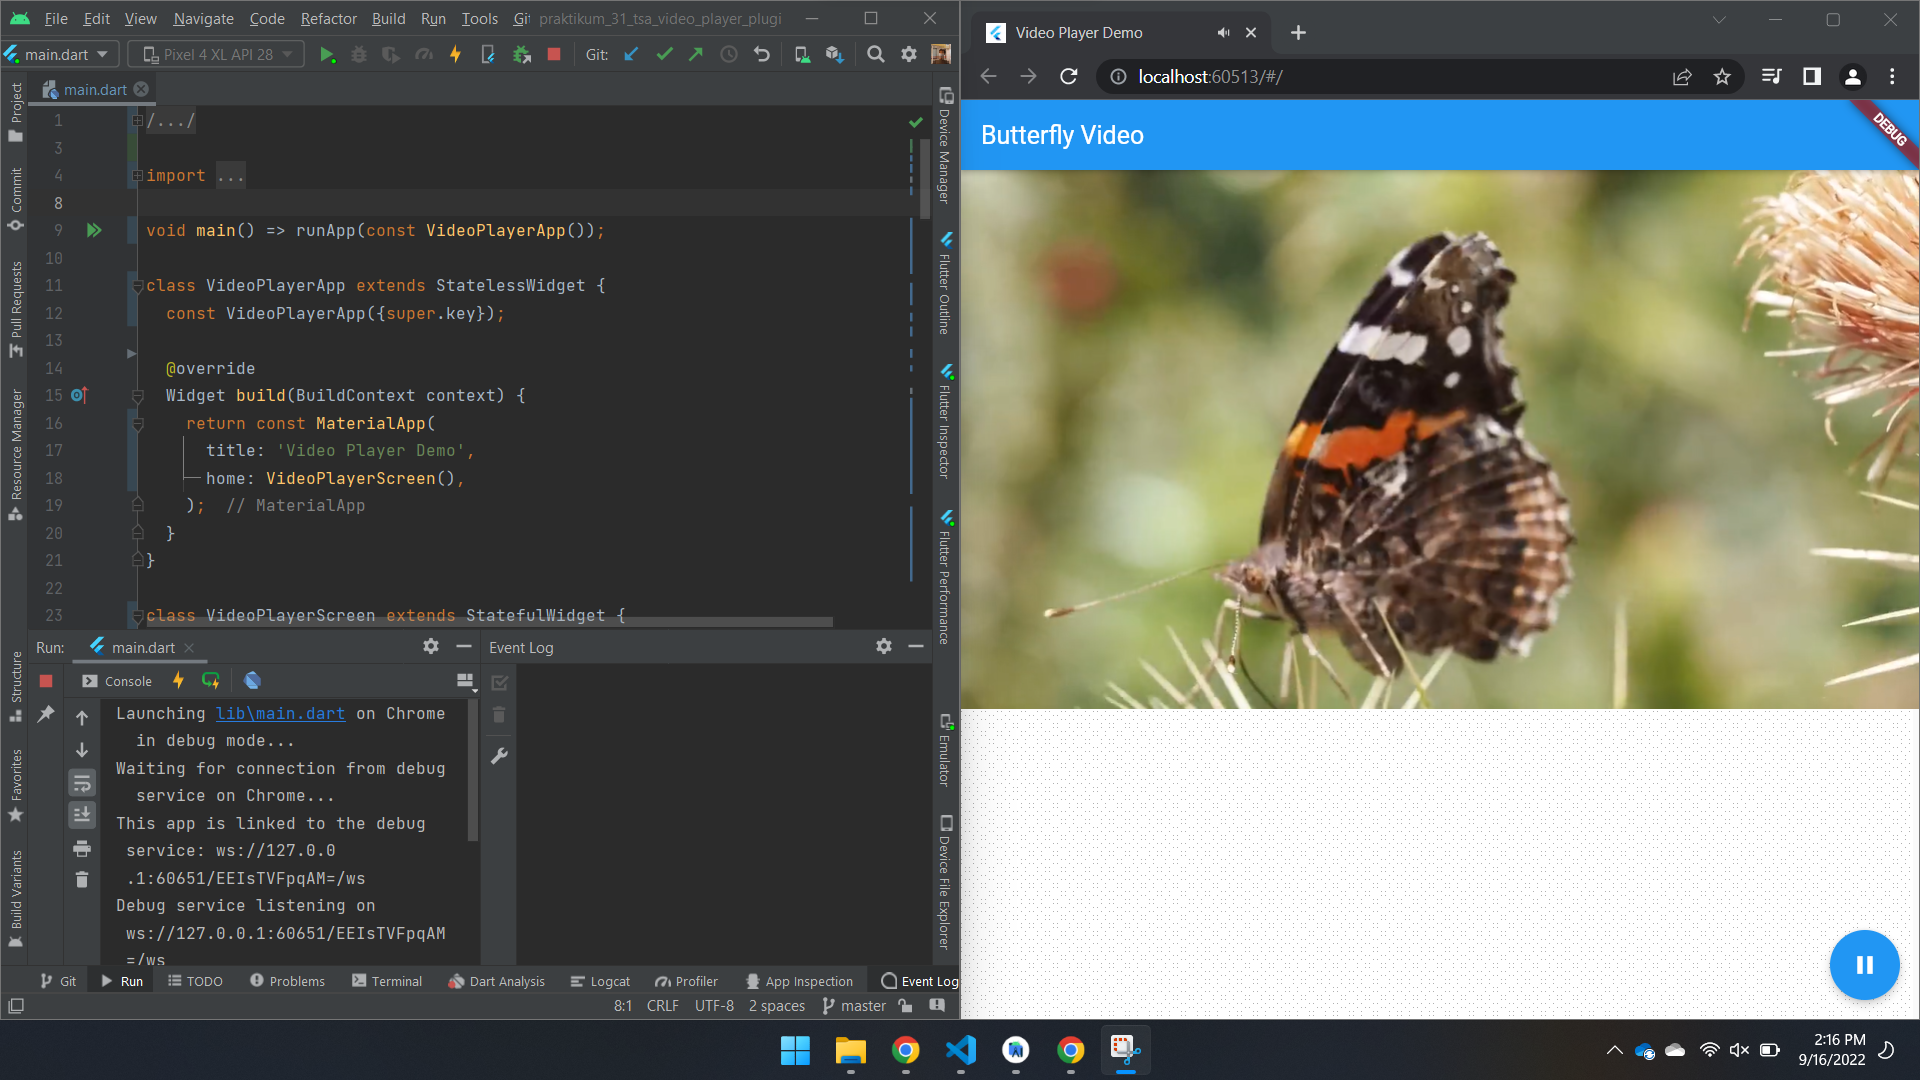 File Edit View Navigate Code Refactor Build Run Tools Gi praktikum_31_tsa_video_player_plugi
main.dart Pixel 4 XL API 28 Git:
main.dart
Project
Commit
Pull Requests
Resource Manager
Structure
Favorites
Build Variants
1 /.../
3
4 import ...
8
9 void main() => runApp(const VideoPlayerApp());
10
11 class VideoPlayerApp extends StatelessWidget {
12 const VideoPlayerApp({super.key});
13
14 @override
15 Widget build(BuildContext context) {
16 return const MaterialApp(
17 title: 'Video Player Demo',
18 home: VideoPlayerScreen(),
19 ); // MaterialApp
20 }
21 }
22
23 class VideoPlayerScreen extends StatefulWidget {
Device Manager
Flutter Outline
Flutter Inspector
Flutter Performance
Emulator
Device File Explorer
Run: main.dart
Console
Launching lib\main.dart on Chrome
in debug mode...
Waiting for connection from debug
service on Chrome...
This app is linked to the debug
service: ws://127.0.0
.1:60651/EEIsTVFpqAM=/ws
Debug service listening on
ws://127.0.0.1:60651/EEIsTVFpqAM
=/ws
Event Log
Git Run TODO Problems Terminal Dart Analysis Logcat Profiler App Inspection Event Log
8:1 CRLF UTF-8 2 spaces master
Video Player Demo
localhost:60513/#/
Butterfly Video
DEBUG
2:16 PM
9/16/2022